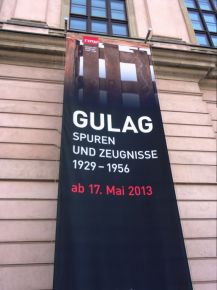 GULAG
SPUREN
UND ZEUGNISSE
1929 – 1956
ab 17. Mai 2013